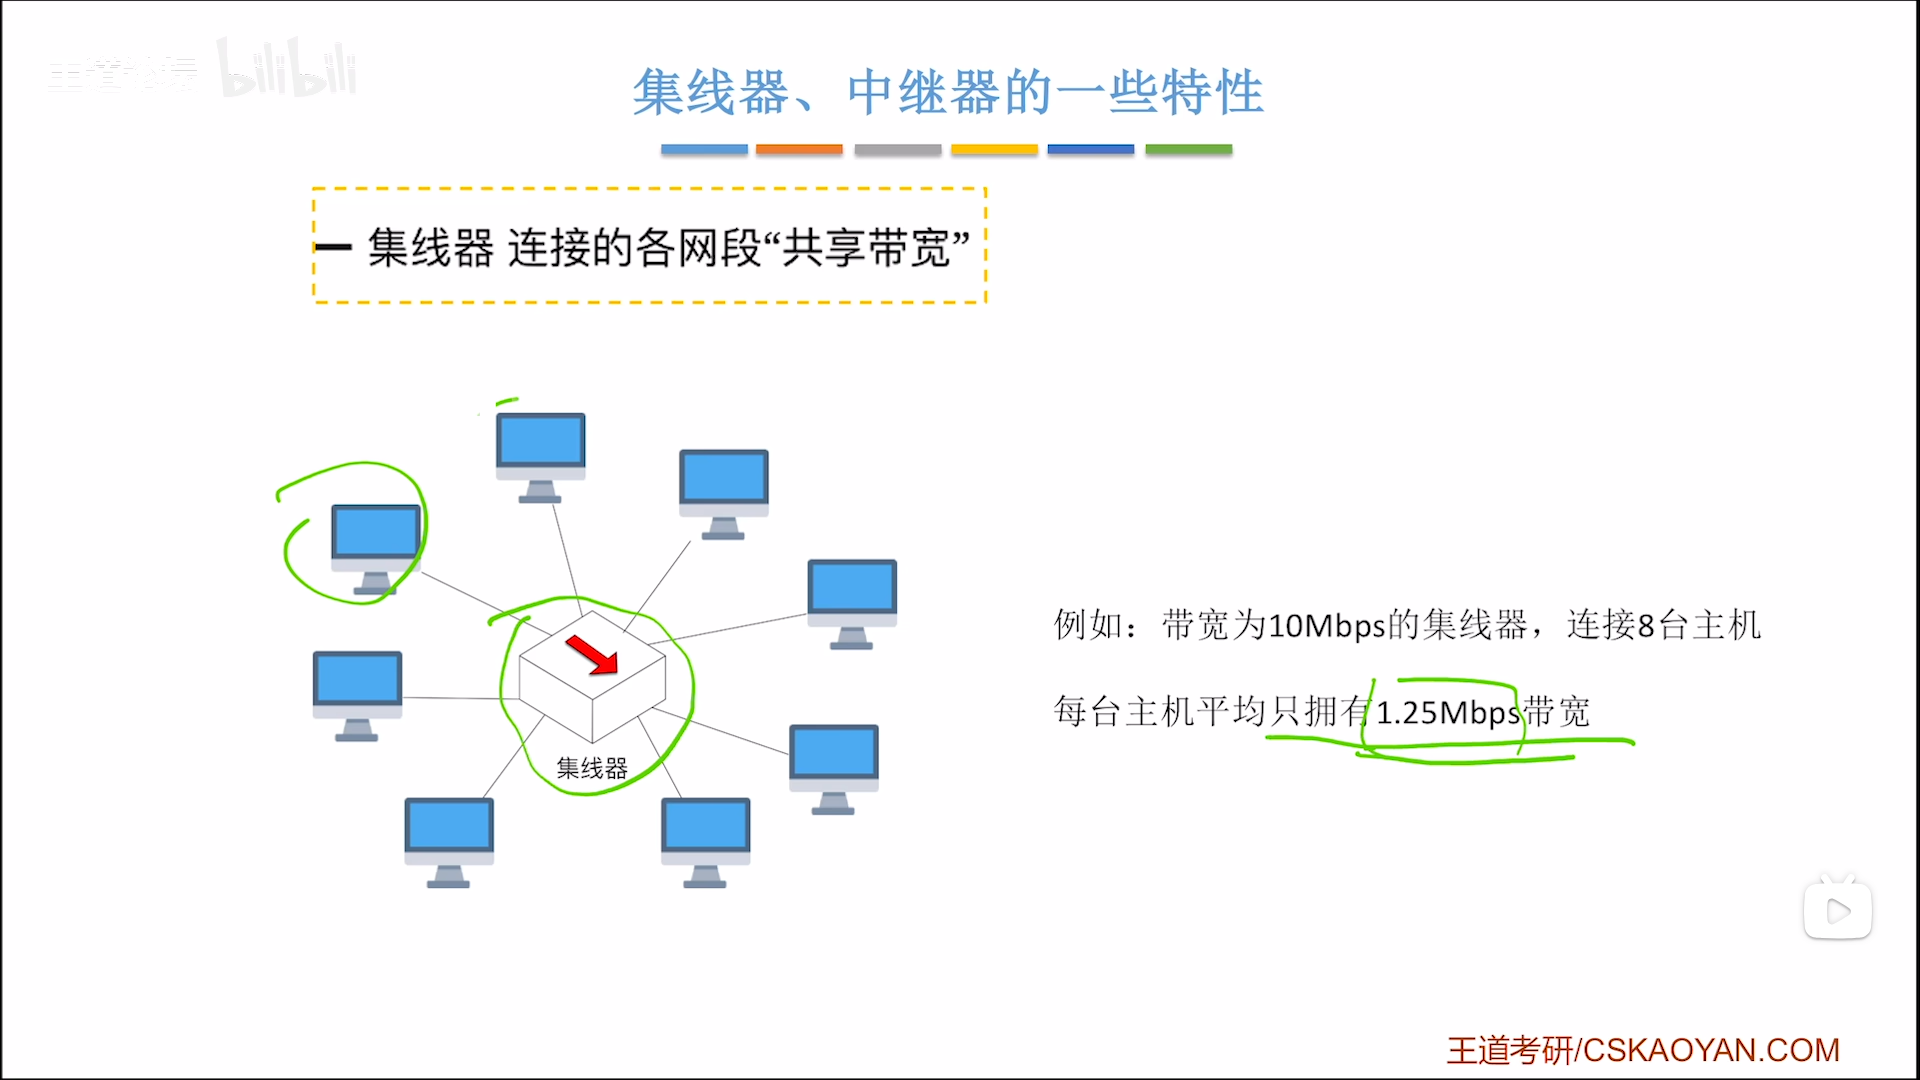 王道论坛 bilibili
集线器、中继器的一些特性
集线器 连接的各网段“共享带宽”
集线器
例如：带宽为10Mbps的集线器，连接8台主机
每台主机平均只拥有1.25Mbps带宽
王道考研/CSKAOYAN.COM